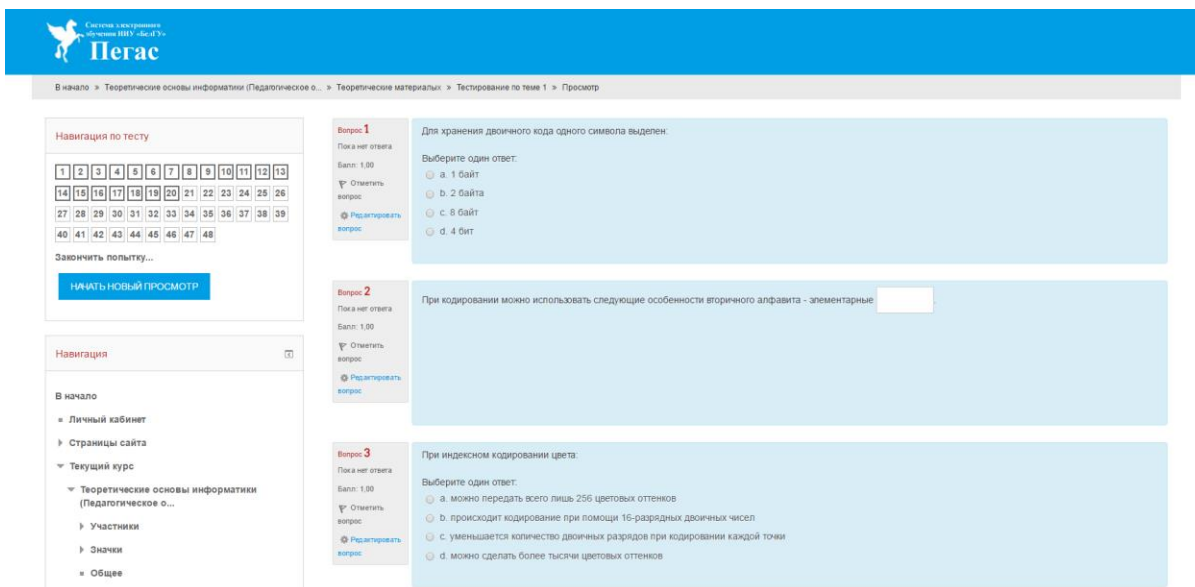 Система электронного
обучения НИУ «БелГУ»
Пегас
В начало » Теоретические основы информатики (Педагогическое о... » Теоретические материалых » Тестирование по теме 1 » Просмотр
Навигация по тесту
1 2 3 4 5 6 7 8 9 10 11 12 13
14 15 16 17 18 19 20 21 22 23 24 25 26
27 28 29 30 31 32 33 34 35 36 37 38 39
40 41 42 43 44 45 46 47 48
Закончить попытку...
НАЧАТЬ НОВЫЙ ПРОСМОТР
Навигация
В начало
Личный кабинет
Страницы сайта
Текущий курс
Теоретические основы информатики
(Педагогическое о...
Участники
Значки
Общее
Вопрос 1
Пока нет ответа
Балл: 1,00
Отметить
вопрос
Редактировать
вопрос
Для хранения двоичного кода одного символа выделен:
Выберите один ответ:
a. 1 байт
b. 2 байта
c. 8 байт
d. 4 бит
Вопрос 2
Пока нет ответа
Балл: 1,00
Отметить
вопрос
Редактировать
вопрос
При кодировании можно использовать следующие особенности вторичного алфавита - элементарные .
Вопрос 3
Пока нет ответа
Балл: 1,00
Отметить
вопрос
Редактировать
вопрос
При индексном кодировании цвета:
Выберите один ответ:
a. можно передать всего лишь 256 цветовых оттенков
b. происходит кодирование при помощи 16-разрядных двоичных чисел
c. уменьшается количество двоичных разрядов при кодировании каждой точки
d. можно сделать более тысячи цветовых оттенков